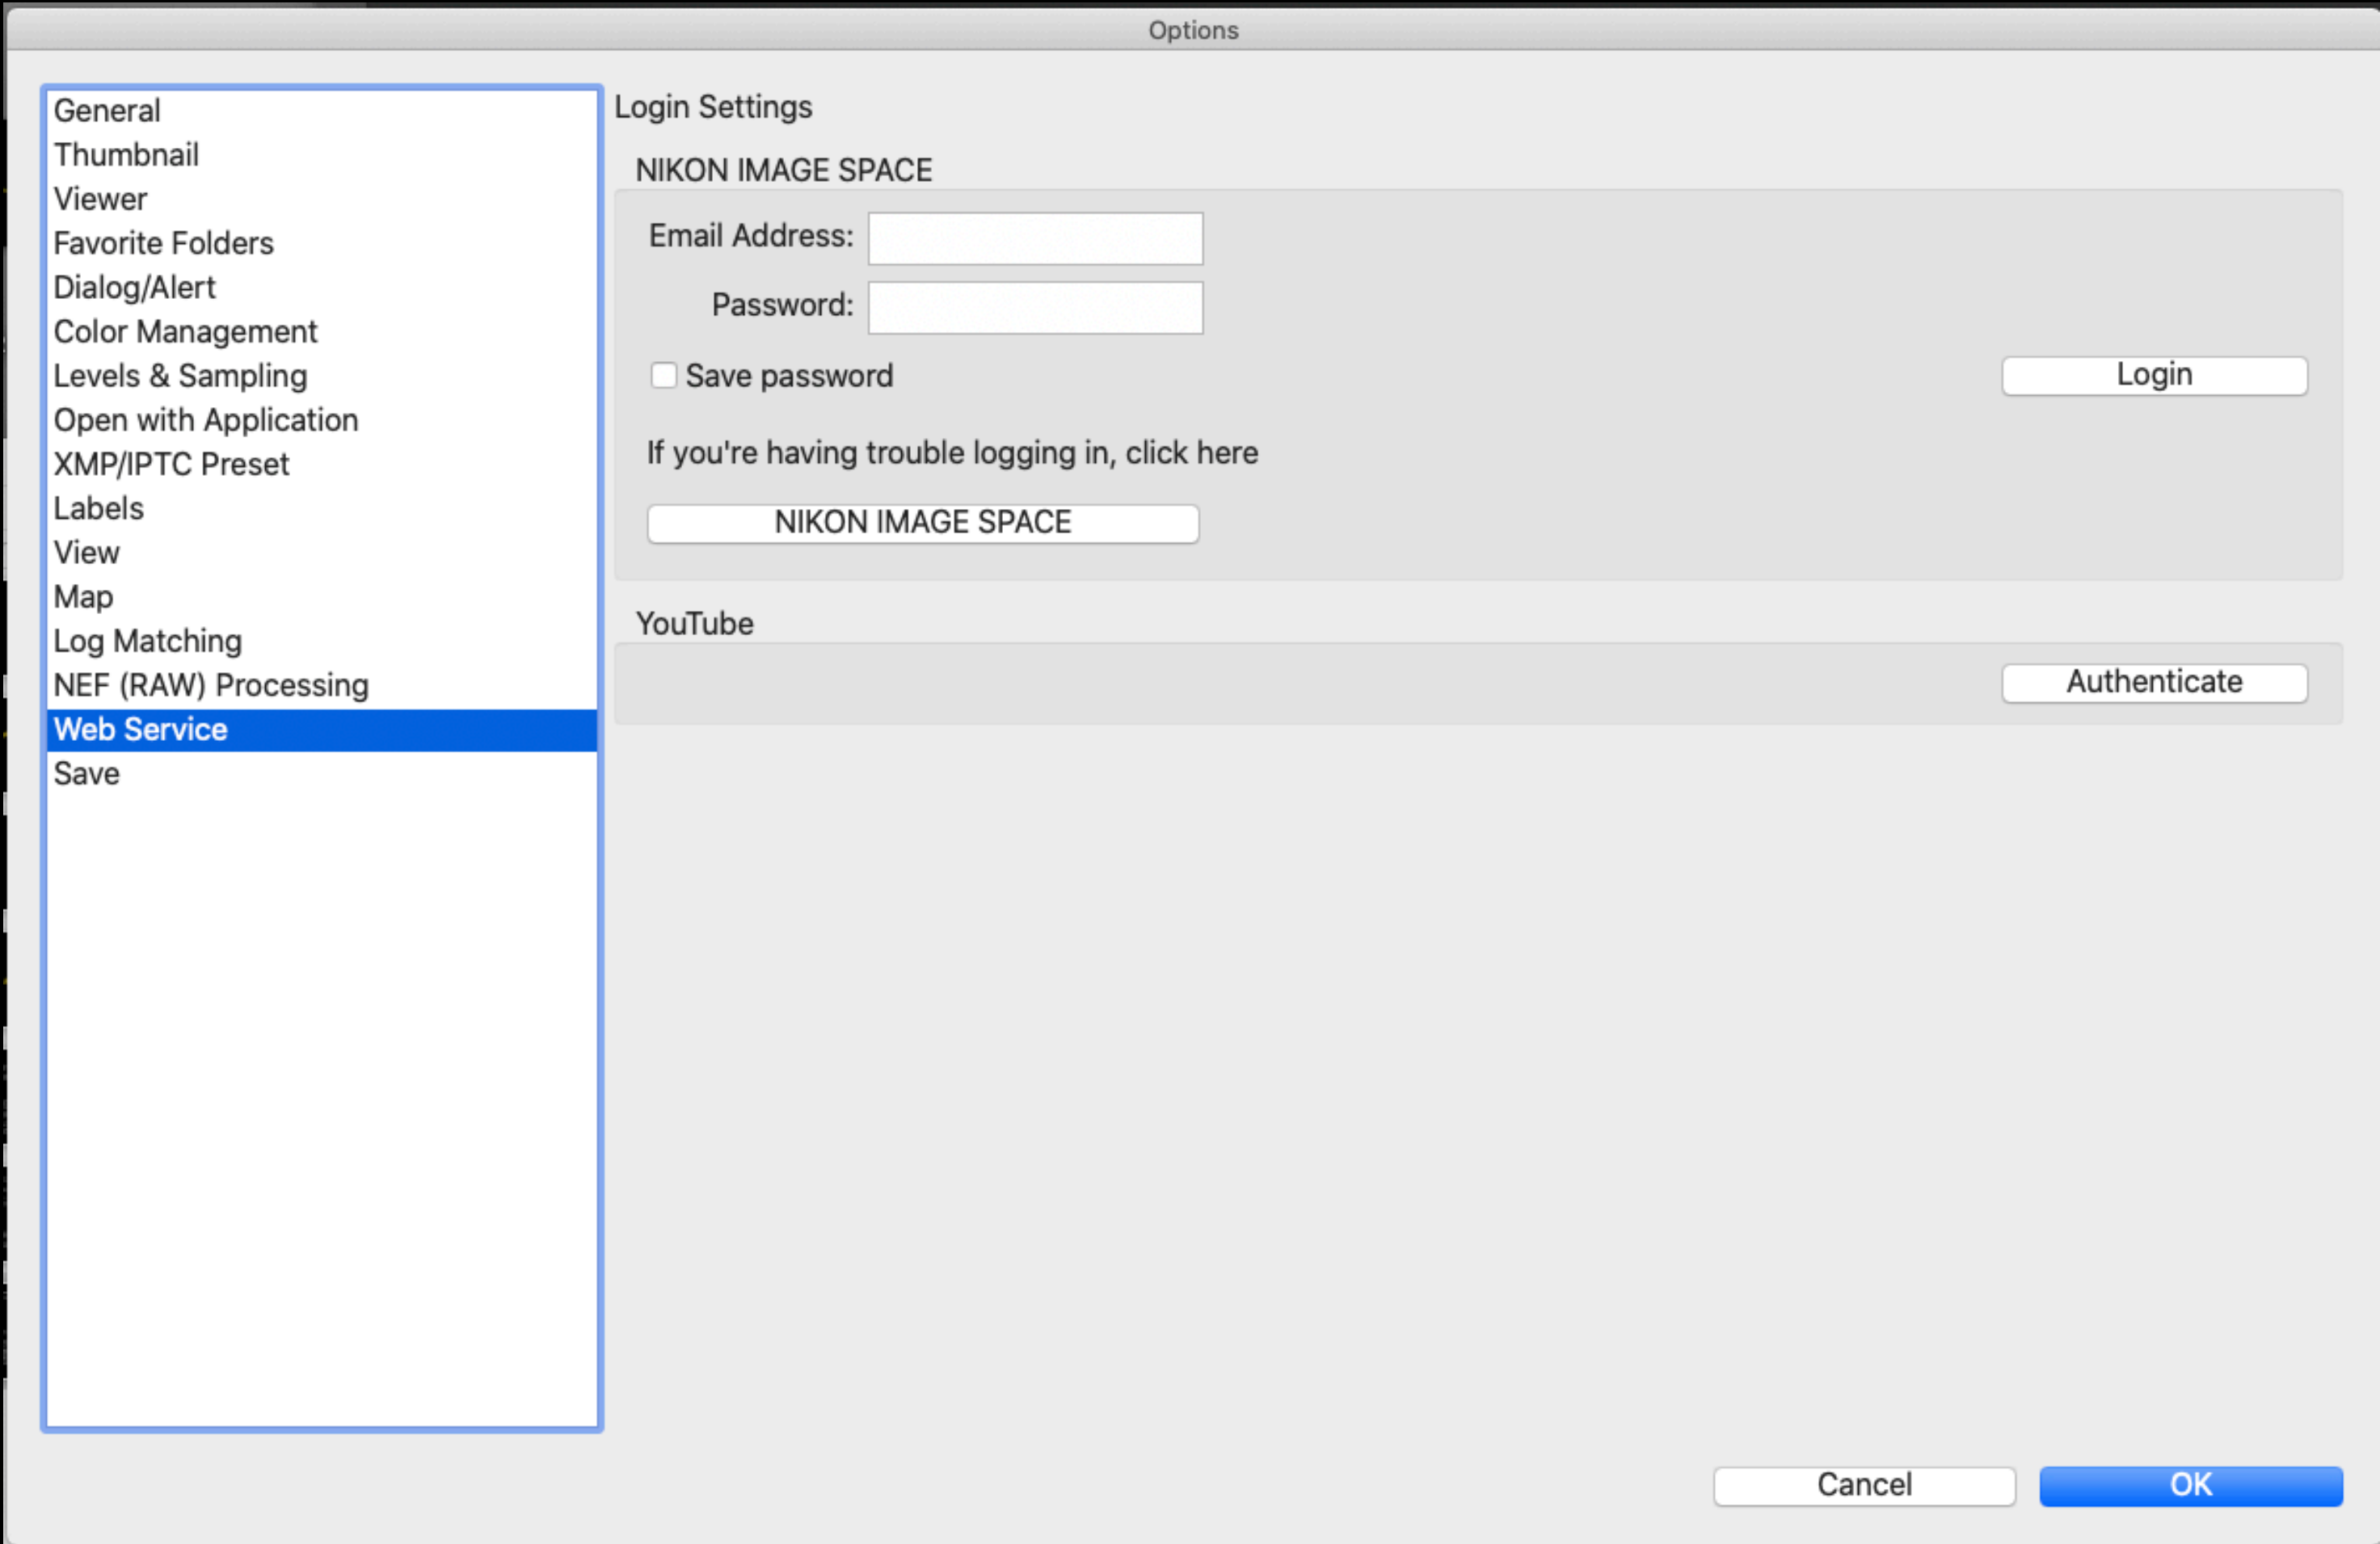 Options
General
Thumbnail
Viewer
Favorite Folders
Dialog/Alert
Color Management
Levels & Sampling
Open with Application
XMP/IPTC Preset
Labels
View
Map
Log Matching
NEF (RAW) Processing
Web Service
Save
Login Settings
NIKON IMAGE SPACE
Email Address:
Password:
Save password
Login
If you're having trouble logging in, click here
NIKON IMAGE SPACE
YouTube
Authenticate
Cancel
OK